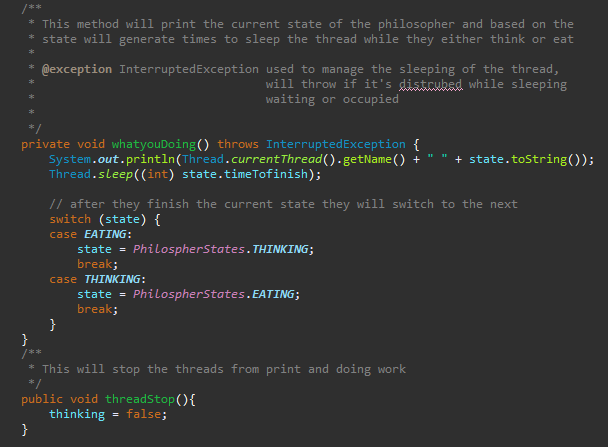 /**
 * This method will print the current state of the philosopher and based on the
 * state will generate times to sleep the thread while they either think or eat
 *
 * @exception InterruptedException used to manage the sleeping of the thread,
 *                                 will throw if it's distrubed while sleeping
 *                                 waiting or occupied
 *
 */
private void whatyouDoing() throws InterruptedException {
    System.out.println(Thread.currentThread().getName() + " " + state.toString());
    Thread.sleep((int) state.timeTofinish);

    // after they finish the current state they will switch to the next
    switch (state) {
    case EATING:
        state = PhilospherStates.THINKING;
        break;
    case THINKING:
        state = PhilospherStates.EATING;
        break;
    }
}
/**
 * This will stop the threads from print and doing work
 */
public void threadStop(){
    thinking = false;
}